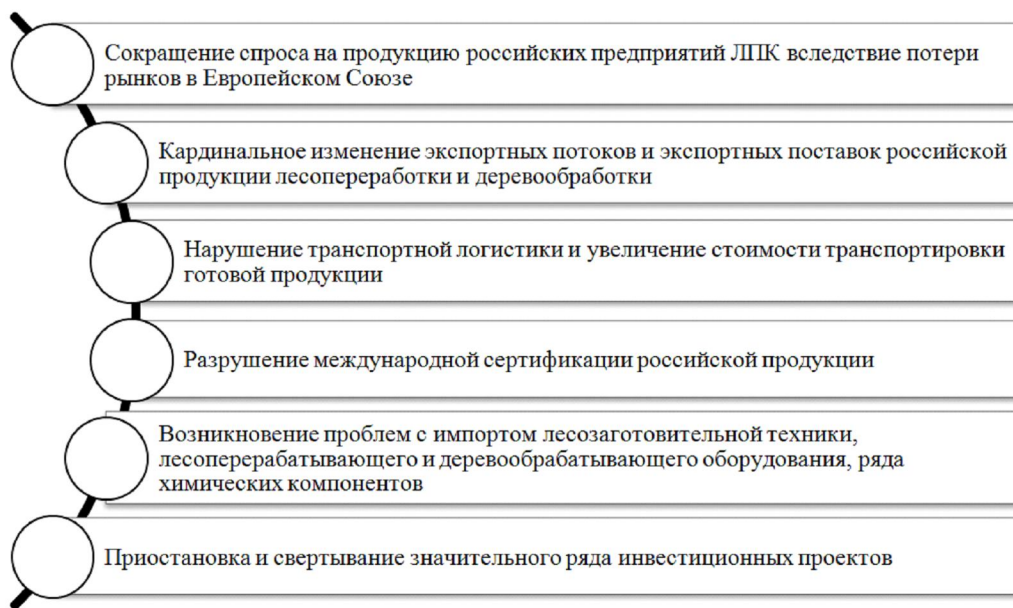 Сокращение спроса на продукцию российских предприятий ЛПК вследствие потери
рынков в Европейском Союзе
Кардинальное изменение экспортных потоков и экспортных поставок российской
продукции лесопереработки и деревообработки
Нарушение транспортной логистики и увеличение стоимости транспортировки
готовой продукции
Разрушение международной сертификации российской продукции
Возникновение проблем с импортом лесозаготовительной техники,
лесоперерабатывающего и деревообрабатывающего оборудования, ряда
химических компонентов
Приостановка и свертывание значительного ряда инвестиционных проектов